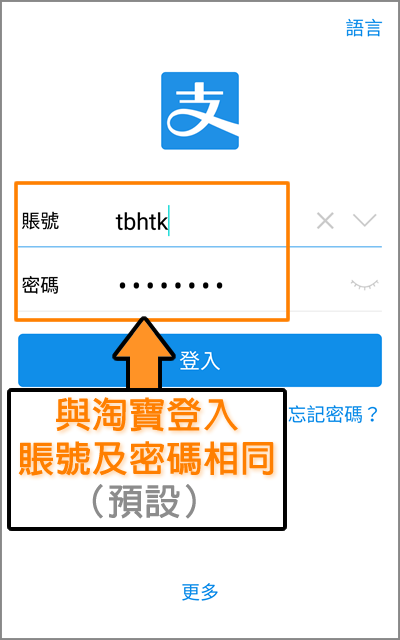 語言
支
賬號 tbhtk
密碼 ••••••••
登入
忘記密碼？
與淘寶登入
賬號及密碼相同
（預設）
更多